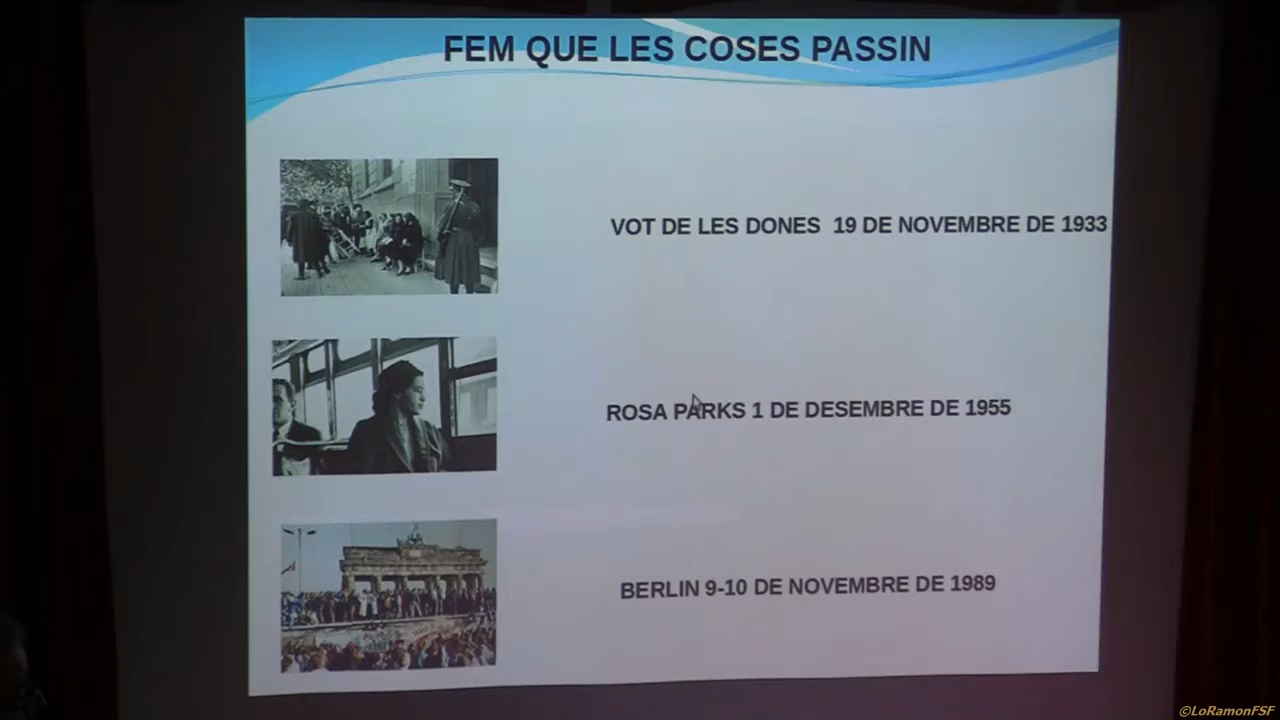 FEM QUE LES COSES PASSIN
VOT DE LES DONES 19 DE NOVEMBRE DE 1933
ROSA PARKS 1 DE DESEMBRE DE 1955
BERLIN 9-10 DE NOVEMBRE DE 1989
©LoRamonFSF